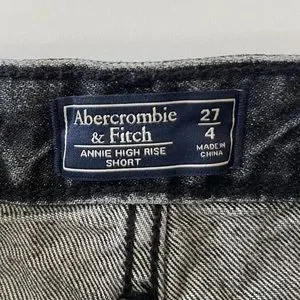 Abercrombie
& Fitch
ANNIE HIGH RISE
SHORT
27
4
MADE IN
CHINA